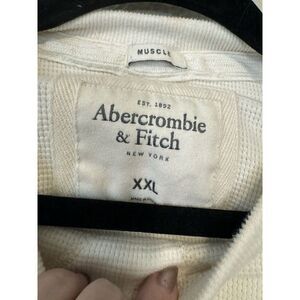 MUSCLE
EST. 1892
Abercrombie
& Fitch
NEW YORK
XXL